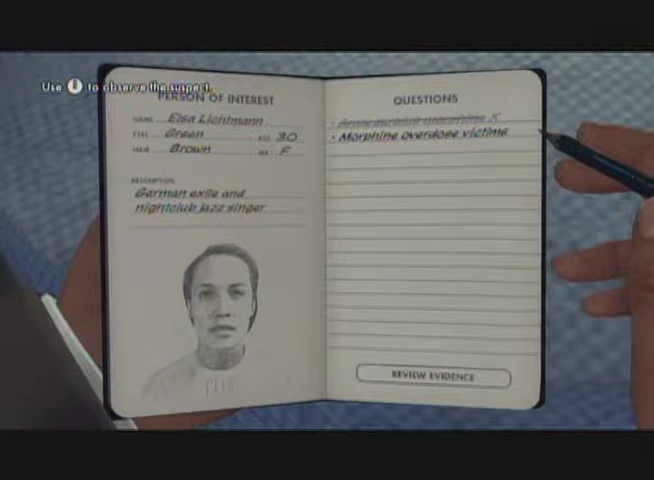 Use to observe the suspect.
PERSON OF INTEREST
NAME Elsa Lichtmann
EYES Green AGE 30
HAIR Brown SEX F
DESCRIPTION
German exile and
nightclub jazz singer
QUESTIONS
morphine X
• Morphine overdose victims
REVIEW EVIDENCE